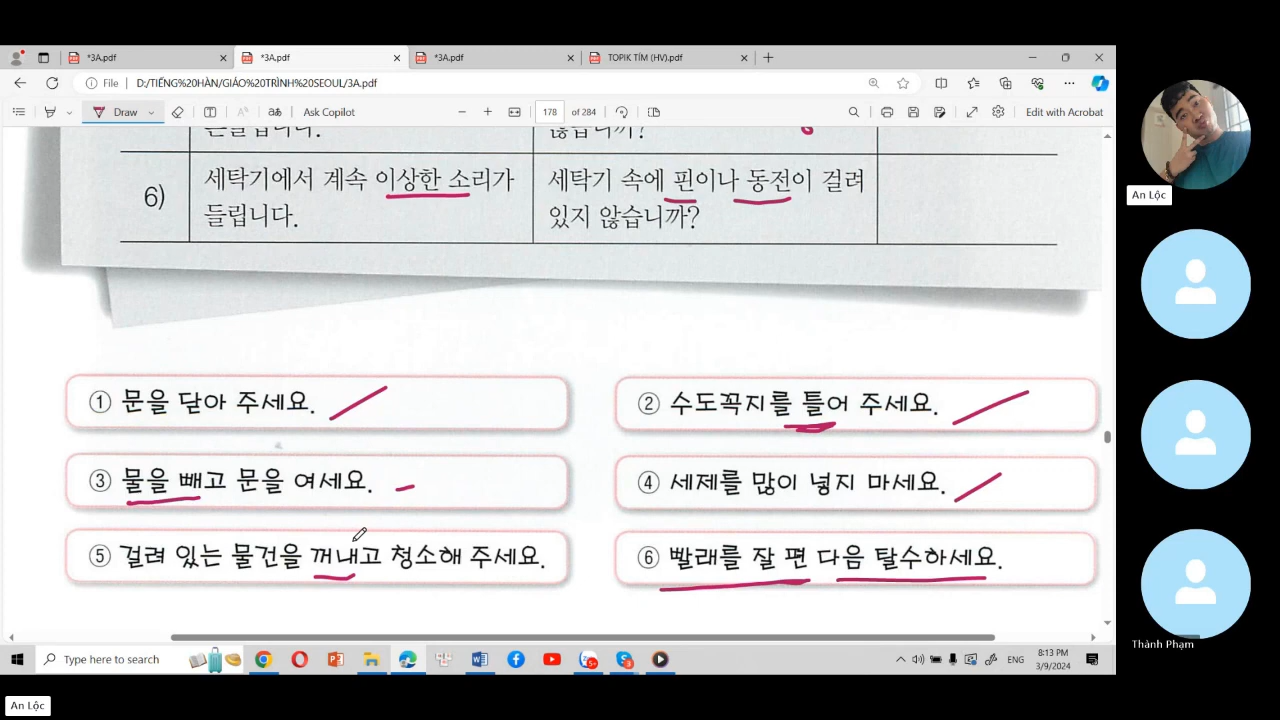 *3A.pdf
*3A.pdf
*3A.pdf
TOPIK TÍM (HV).pdf
File
D:/TIẾNG%20HÀN/GIÁO%20TRÌNH%20SEOUL/3A.pdf
Draw
Ask Copilot
178 of 284
Edit with Acrobat
6)
세탁기에서 계속 이상한 소리가
들립니다.
세탁기 속에 핀이나 동전이 걸려
있지 않습니까?
① 문을 닫아 주세요.
② 수도꼭지를 틀어 주세요.
③ 물을 빼고 문을 여세요.
④ 세제를 많이 넣지 마세요.
⑤ 걸려 있는 물건을 꺼내고 청소해 주세요.
⑥ 빨래를 잘 편 다음 탈수하세요.
An Lộc
Thành Phạm
Type here to search
ENG
8:13 PM
3/9/2024
An Lộc